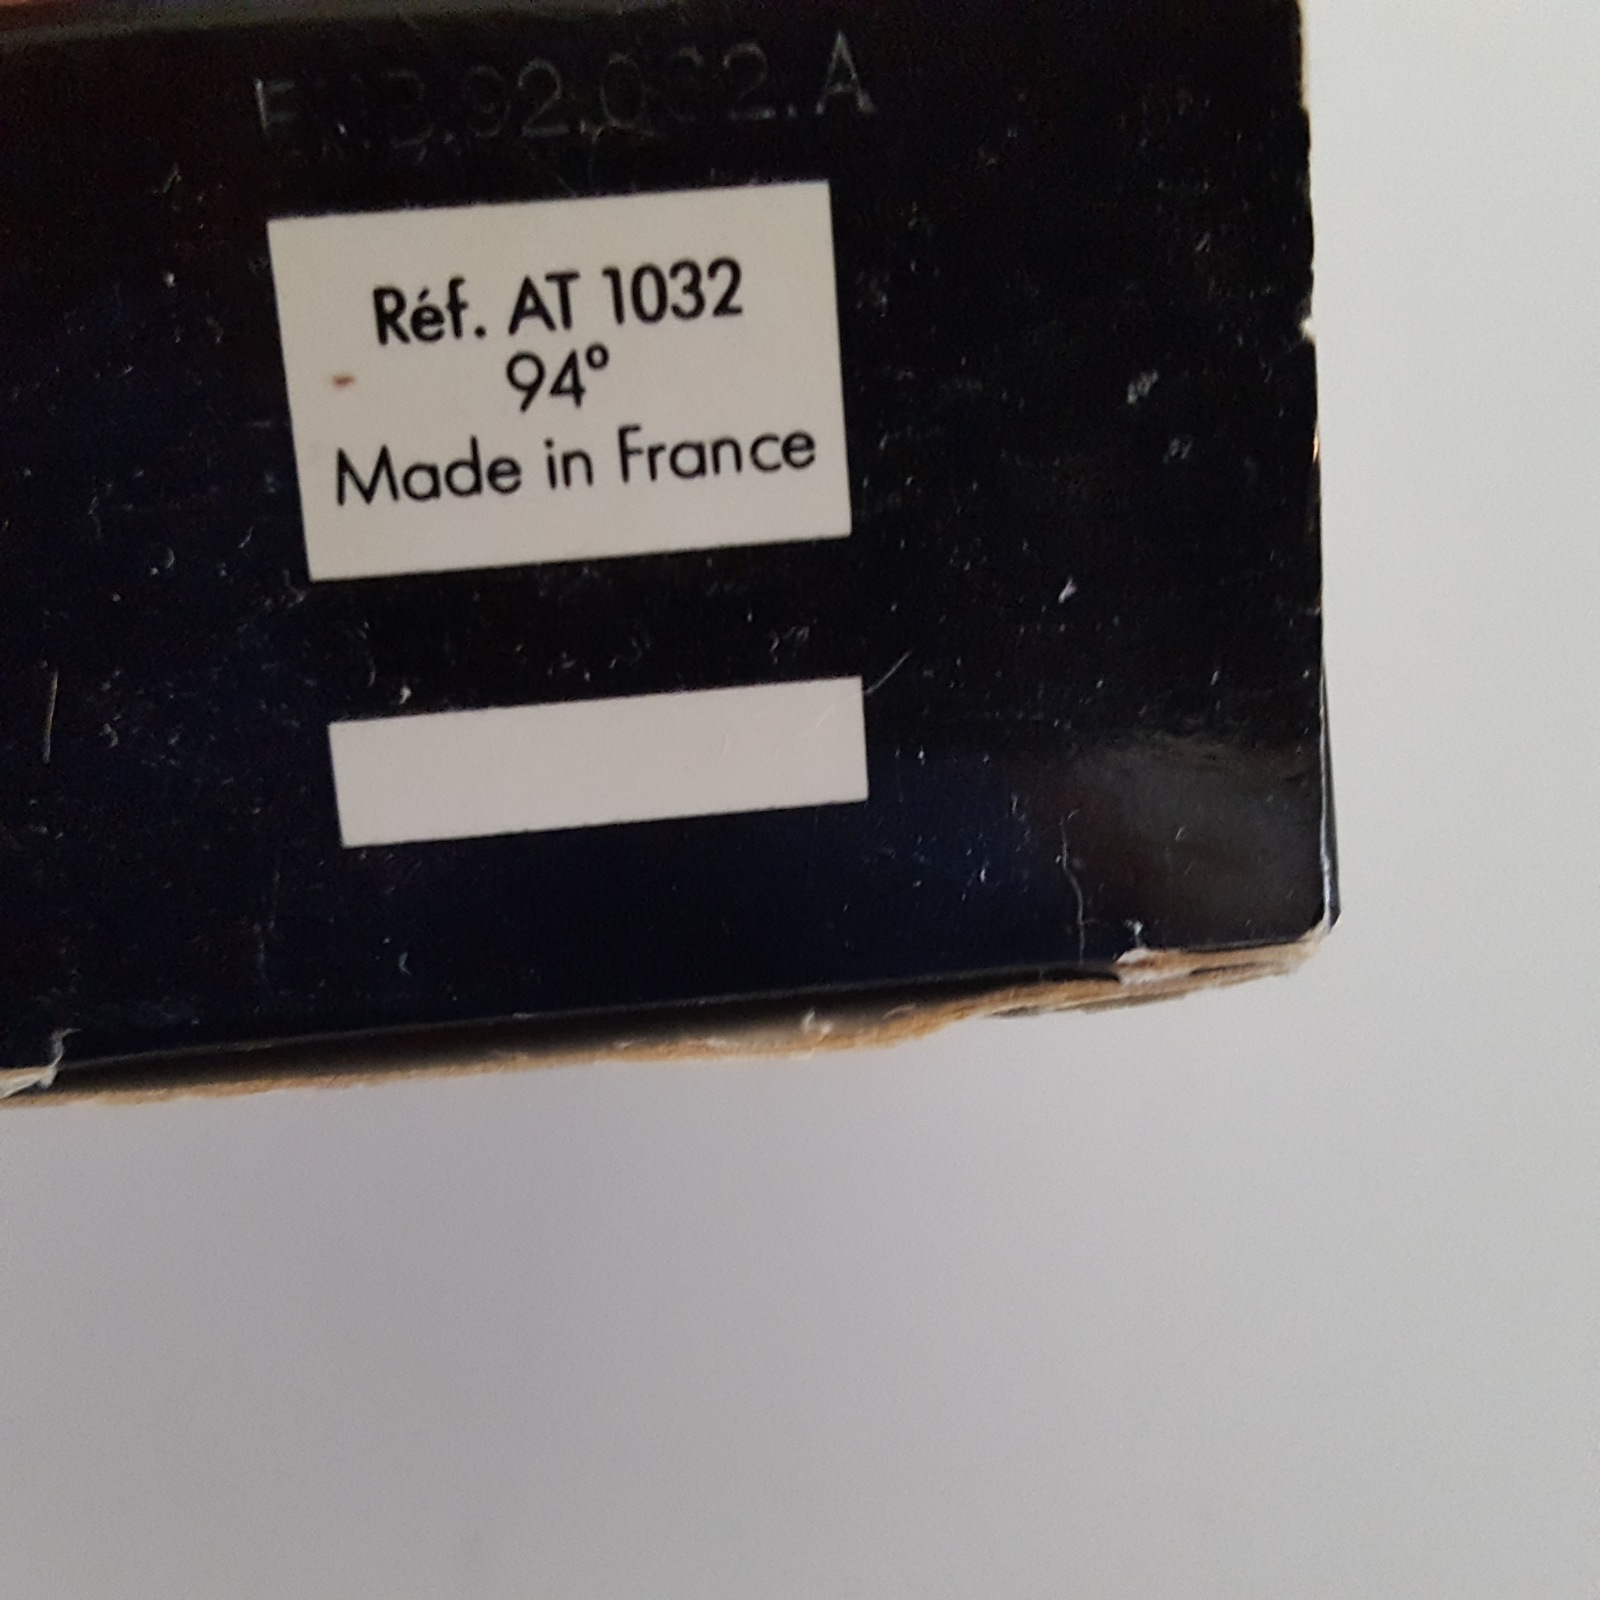 Réf. AT 1032
94°
Made in France